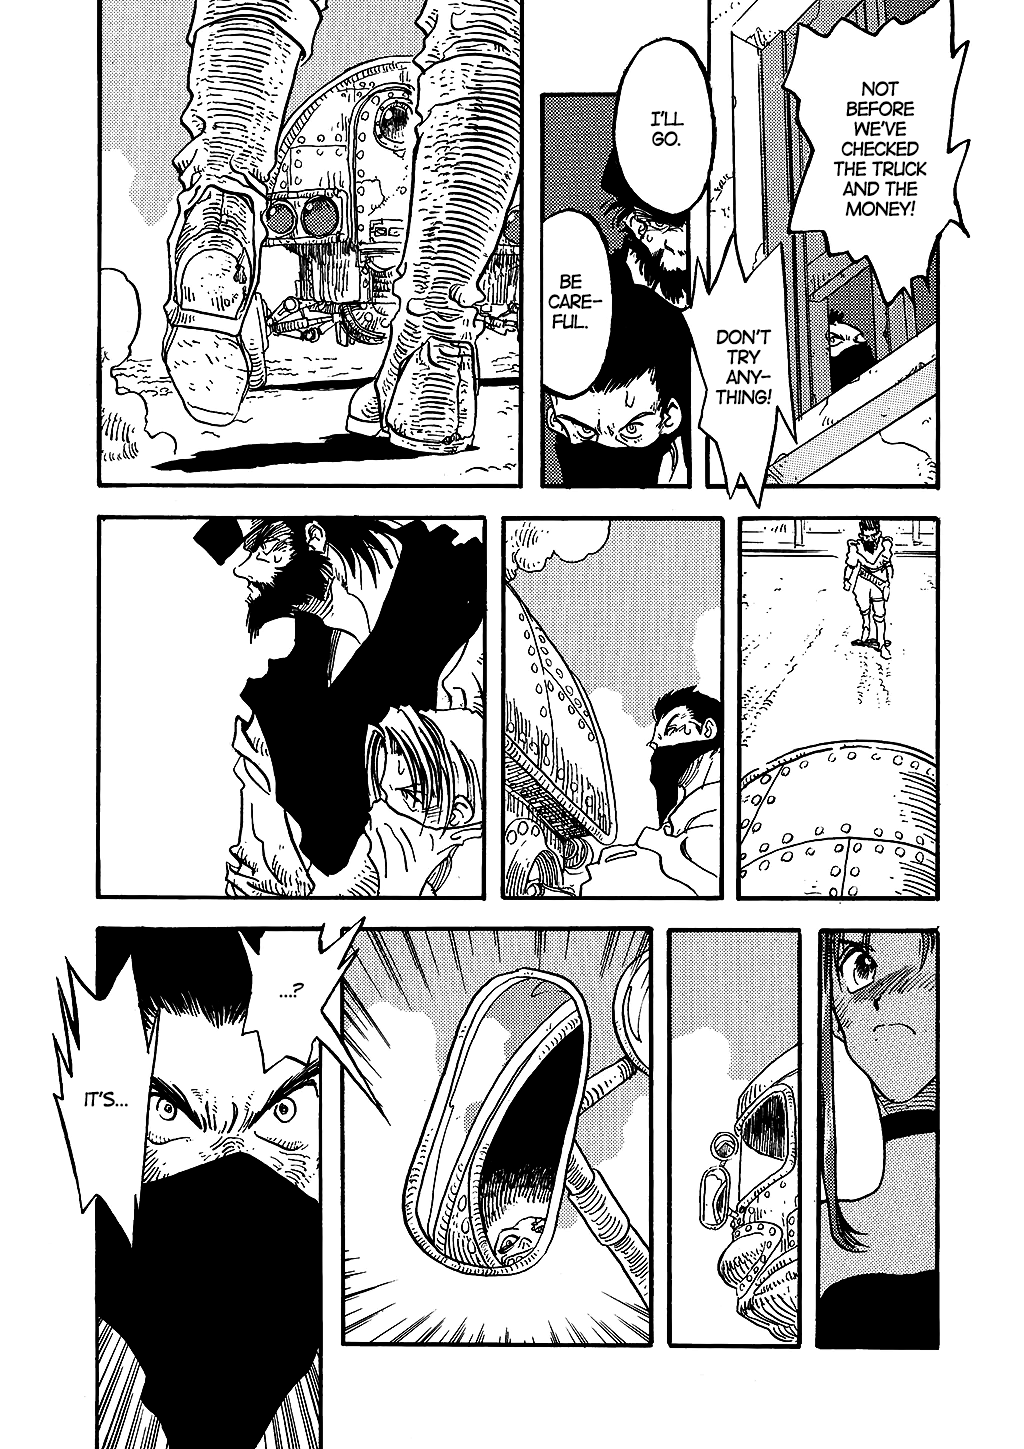 NOT
BEFORE
WE'VE
CHECKED
THE TRUCK
AND THE
MONEY!
DON'T
TRY
ANY-
THING!
I'LL
GO.
BE
CARE-
FUL.
...?
IT'S...